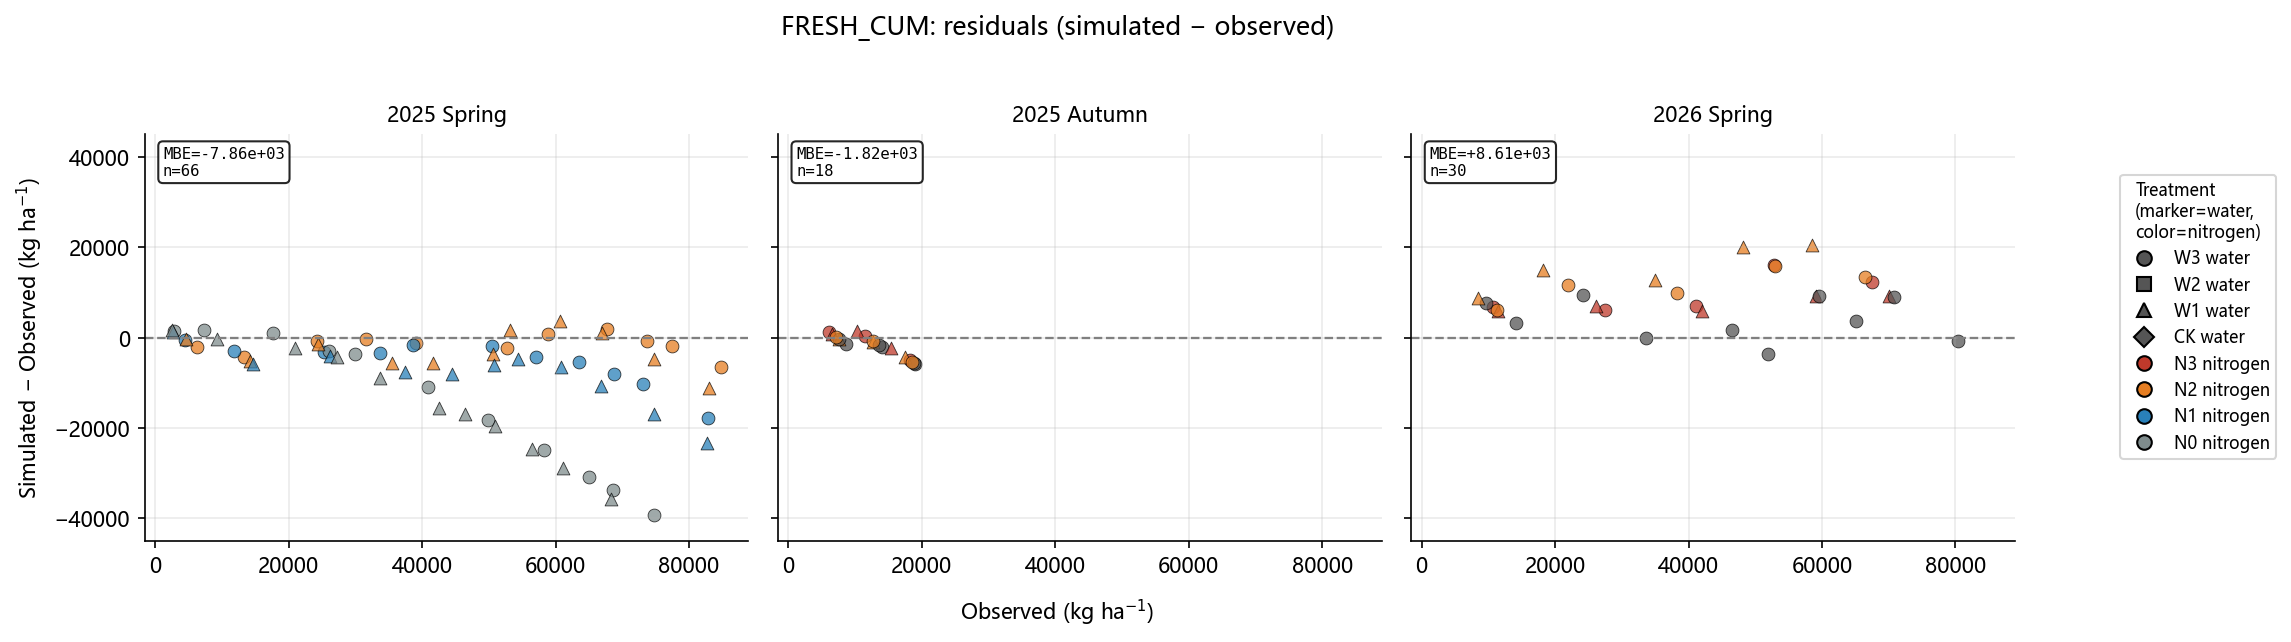 FRESH_CUM: residuals (simulated − observed)
2025 Spring
2025 Autumn
2026 Spring
MBE=-7.86e+03
n=66
MBE=-1.82e+03
n=18
MBE=+8.61e+03
n=30
Simulated − Observed (kg ha⁻¹)
40000
20000
0
−20000
−40000
0 20000 40000 60000 80000
0 20000 40000 60000 80000
0 20000 40000 60000 80000
Observed (kg ha⁻¹)
Treatment
(marker=water,
color=nitrogen)
W3 water
W2 water
W1 water
CK water
N3 nitrogen
N2 nitrogen
N1 nitrogen
N0 nitrogen